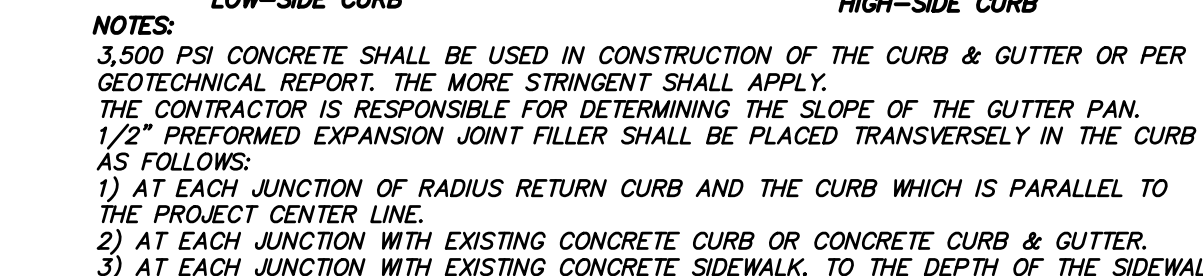 LOW-SIDE CURB
HIGH-SIDE CURB
NOTES:
3,500 PSI CONCRETE SHALL BE USED IN CONSTRUCTION OF THE CURB & GUTTER OR PER
GEOTECHNICAL REPORT. THE MORE STRINGENT SHALL APPLY.
THE CONTRACTOR IS RESPONSIBLE FOR DETERMINING THE SLOPE OF THE GUTTER PAN.
1/2" PREFORMED EXPANSION JOINT FILLER SHALL BE PLACED TRANSVERSELY IN THE CURB
AS FOLLOWS:
1) AT EACH JUNCTION OF RADIUS RETURN CURB AND THE CURB WHICH IS PARALLEL TO
THE PROJECT CENTER LINE.
2) AT EACH JUNCTION WITH EXISTING CONCRETE CURB OR CONCRETE CURB & GUTTER.
3) AT EACH JUNCTION WITH EXISTING CONCRETE SIDEWALK, TO THE DEPTH OF THE